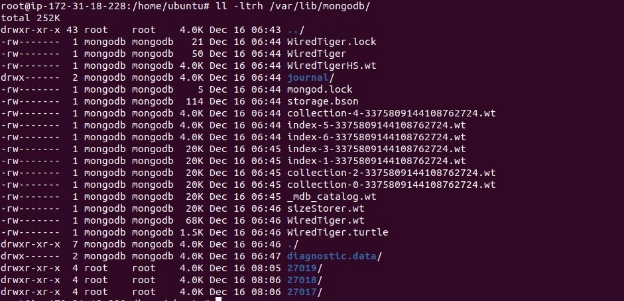 root@ip-172-31-18-228:/home/ubuntu# ll -ltrh /var/lib/mongodb/
total 252K
drwxr-xr-x 43 root    root    4.0K Dec 16 06:43 ../
-rw-------  1 mongodb mongodb   21 Dec 16 06:44 WiredTiger.lock
-rw-------  1 mongodb mongodb   50 Dec 16 06:44 WiredTiger
-rw-------  1 mongodb mongodb 4.0K Dec 16 06:44 WiredTigerHS.wt
drwx------  2 mongodb mongodb 4.0K Dec 16 06:44 journal/
-rw-------  1 mongodb mongodb    5 Dec 16 06:44 mongod.lock
-rw-------  1 mongodb mongodb  114 Dec 16 06:44 storage.bson
-rw-------  1 mongodb mongodb 4.0K Dec 16 06:44 collection-4-3375809144108762724.wt
-rw-------  1 mongodb mongodb 4.0K Dec 16 06:44 index-5-3375809144108762724.wt
-rw-------  1 mongodb mongodb 4.0K Dec 16 06:44 index-6-3375809144108762724.wt
-rw-------  1 mongodb mongodb  20K Dec 16 06:45 index-3-3375809144108762724.wt
-rw-------  1 mongodb mongodb  20K Dec 16 06:45 index-1-3375809144108762724.wt
-rw-------  1 mongodb mongodb  20K Dec 16 06:45 collection-2-3375809144108762724.wt
-rw-------  1 mongodb mongodb  20K Dec 16 06:45 collection-0-3375809144108762724.wt
-rw-------  1 mongodb mongodb  20K Dec 16 06:45 _mdb_catalog.wt
-rw-------  1 mongodb mongodb  20K Dec 16 06:46 sizeStorer.wt
-rw-------  1 mongodb mongodb  68K Dec 16 06:46 WiredTiger.wt
-rw-------  1 mongodb mongodb 1.5K Dec 16 06:46 WiredTiger.turtle
drwxr-xr-x  7 mongodb mongodb 4.0K Dec 16 06:46 ./
drwx------  2 mongodb mongodb 4.0K Dec 16 06:47 diagnostic.data/
drwxr-xr-x  4 root    root    4.0K Dec 16 08:05 27019/
drwxr-xr-x  4 root    root    4.0K Dec 16 08:06 27018/
drwxr-xr-x  4 root    root    4.0K Dec 16 08:06 27017/